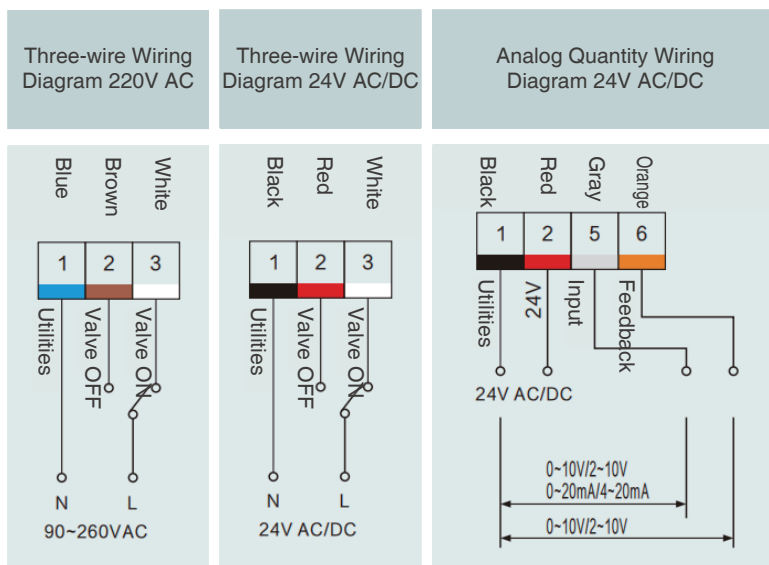 Three-wire Wiring
Diagram 220V AC
Three-wire Wiring
Diagram 24V AC/DC
Analog Quantity Wiring
Diagram 24V AC/DC
Blue
Brown
White
1
2
3
Utilities
Valve OFF
Valve ON
N
L
90~260VAC
Black
Red
White
1
2
3
Utilities
Valve OFF
Valve ON
N
L
24V AC/DC
Black
Red
Gray
Orange
1
2
5
6
Utilities
24V
Input
Feedback
24V AC/DC
0~10V/2~10V
0~20mA/4~20mA
0~10V/2~10V